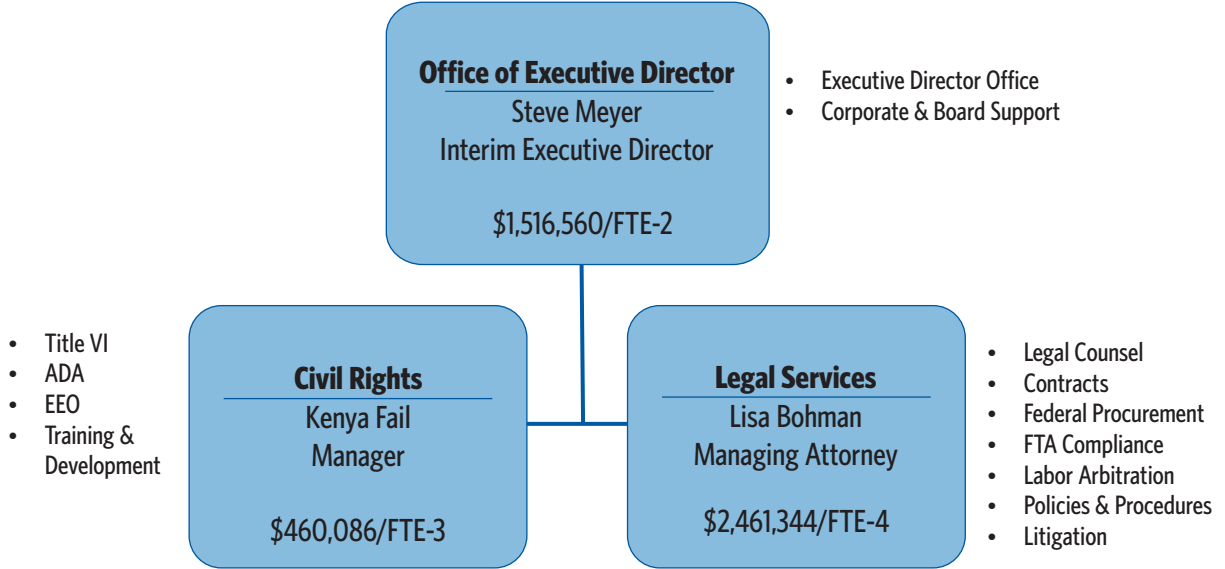 Office of Executive Director
Steve Meyer
Interim Executive Director
$1,516,560/FTE-2
• Executive Director Office
• Corporate & Board Support
• Title VI
• ADA
• EEO
• Training &
Development
Civil Rights
Kenya Fail
Manager
$460,086/FTE-3
Legal Services
Lisa Bohman
Managing Attorney
$2,461,344/FTE-4
• Legal Counsel
• Contracts
• Federal Procurement
• FTA Compliance
• Labor Arbitration
• Policies & Procedures
• Litigation